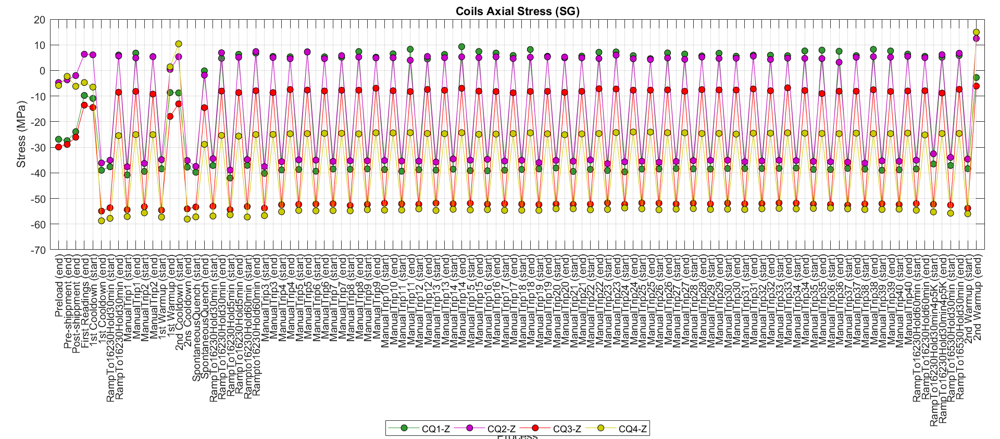 Coils Axial Stress (SG)
Stress (MPa)
20
10
0
-10
-20
-30
-40
-50
-60
-70
Preload (end)
Pre-shippment (end)
Post-shippment (end)
First Readings (end)
1st Cooldown (start)
1st Cooldown (end)
RampTo16230Hold30min (start)
RampTo16230Hold30min (end)
ManualTrip1 (start)
ManualTrip1 (end)
ManualTrip2 (start)
ManualTrip2 (end)
1st Warmup (start)
1st Warmup (end)
2nd Cooldown (start)
2ns Cooldown (end)
SpontaneousQuench (start)
SpontaneousQuench (end)
RampTo16230Hold30min (start)
RampTo16230Hold30min (end)
RampTo16230Hold5min (start)
RampTo16230Hold5min (end)
Rampto16230Hold60min (start)
Rampto16230Hold60min (end)
ManualTrip3 (start)
ManualTrip3 (end)
ManualTrip4 (start)
ManualTrip4 (end)
ManualTrip5 (start)
ManualTrip5 (end)
ManualTrip6 (start)
ManualTrip6 (end)
ManualTrip7 (start)
ManualTrip7 (end)
ManualTrip8 (start)
ManualTrip8 (end)
ManualTrip9 (start)
ManualTrip9 (end)
ManualTrip10 (start)
ManualTrip10 (end)
ManualTrip11 (start)
ManualTrip11 (end)
ManualTrip12 (start)
ManualTrip12 (end)
ManualTrip13 (start)
ManualTrip13 (end)
ManualTrip14 (start)
ManualTrip14 (end)
ManualTrip15 (start)
ManualTrip15 (end)
ManualTrip16 (start)
ManualTrip16 (end)
ManualTrip17 (start)
ManualTrip17 (end)
ManualTrip18 (start)
ManualTrip18 (end)
ManualTrip19 (start)
ManualTrip19 (end)
ManualTrip20 (start)
ManualTrip20 (end)
ManualTrip21 (start)
ManualTrip21 (end)
ManualTrip22 (start)
ManualTrip22 (end)
ManualTrip23 (start)
ManualTrip23 (end)
ManualTrip24 (start)
ManualTrip24 (end)
ManualTrip25 (start)
ManualTrip25 (end)
ManualTrip26 (start)
ManualTrip26 (end)
ManualTrip27 (start)
ManualTrip27 (end)
ManualTrip28 (start)
ManualTrip28 (end)
ManualTrip29 (start)
ManualTrip29 (end)
ManualTrip30 (start)
ManualTrip30 (end)
ManualTrip31 (start)
ManualTrip31 (end)
ManualTrip32 (start)
ManualTrip32 (end)
ManualTrip33 (start)
ManualTrip33 (end)
ManualTrip34 (start)
ManualTrip34 (end)
ManualTrip35 (start)
ManualTrip35 (end)
ManualTrip36 (start)
ManualTrip36 (end)
ManualTrip37 (start)
ManualTrip37 (end)
ManualTrip38 (start)
ManualTrip38 (end)
ManualTrip39 (start)
ManualTrip39 (end)
ManualTrip40 (start)
ManualTrip40 (end)
RampTo16230Hold60min (start)
RampTo16230Hold60min (end)
RampTo16230Hold30min4p5K (start)
RampTo16230Hold30min4p5K (end)
RampTo16530Hold30min (start)
RampTo16530Hold30min (end)
2nd Warmup (start)
2nd Warmup (end)
Process
CQ1-Z CQ2-Z CQ3-Z CQ4-Z